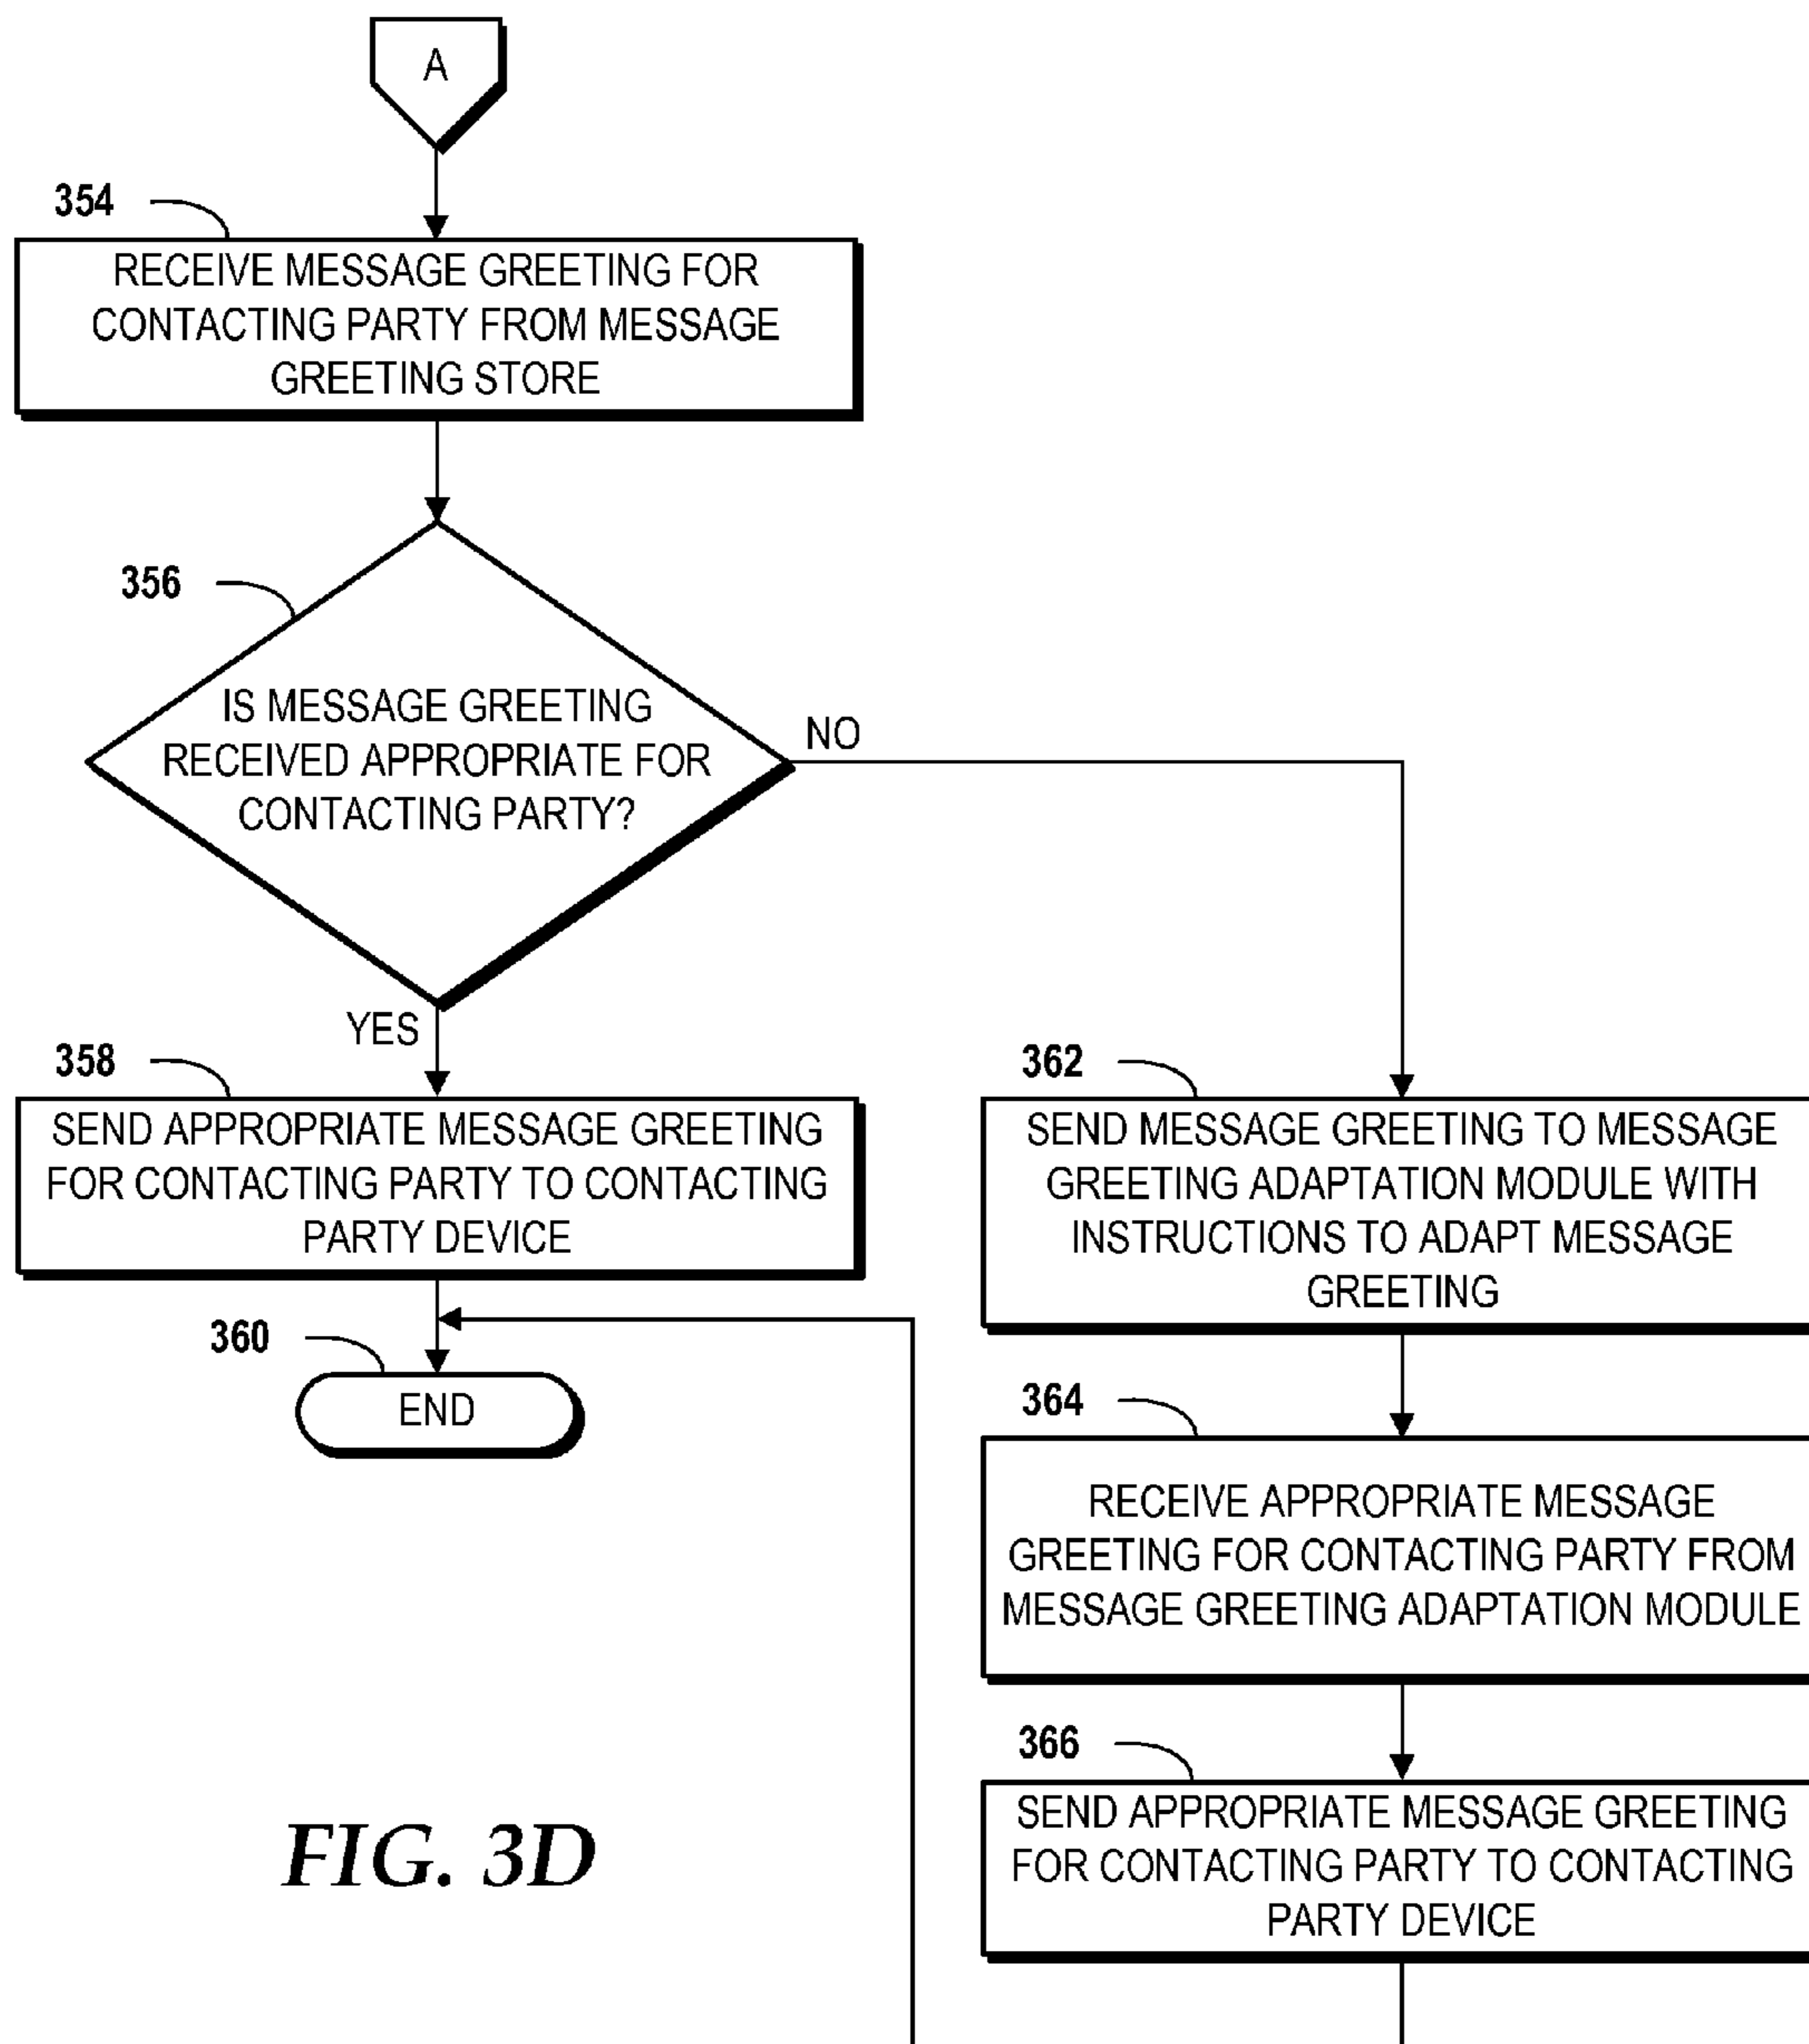 A
354
RECEIVE MESSAGE GREETING FOR
CONTACTING PARTY FROM MESSAGE
GREETING STORE
356
IS MESSAGE GREETING
RECEIVED APPROPRIATE FOR
CONTACTING PARTY?
NO
YES
358
SEND APPROPRIATE MESSAGE GREETING
FOR CONTACTING PARTY TO CONTACTING
PARTY DEVICE
360
END
362
SEND MESSAGE GREETING TO MESSAGE
GREETING ADAPTATION MODULE WITH
INSTRUCTIONS TO ADAPT MESSAGE
GREETING
364
RECEIVE APPROPRIATE MESSAGE
GREETING FOR CONTACTING PARTY FROM
MESSAGE GREETING ADAPTATION MODULE
366
SEND APPROPRIATE MESSAGE GREETING
FOR CONTACTING PARTY TO CONTACTING
PARTY DEVICE
FIG. 3D